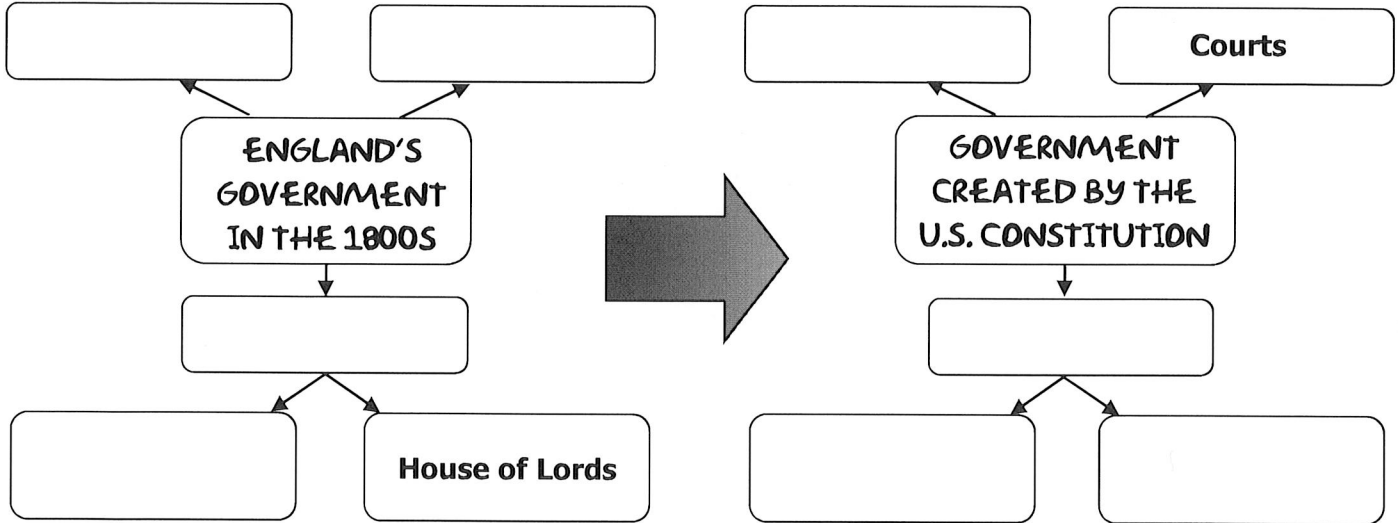 Courts
ENGLAND'S
GOVERNMENT
IN THE 1800S
GOVERNMENT
CREATED BY THE
U.S. CONSTITUTION
House of Lords